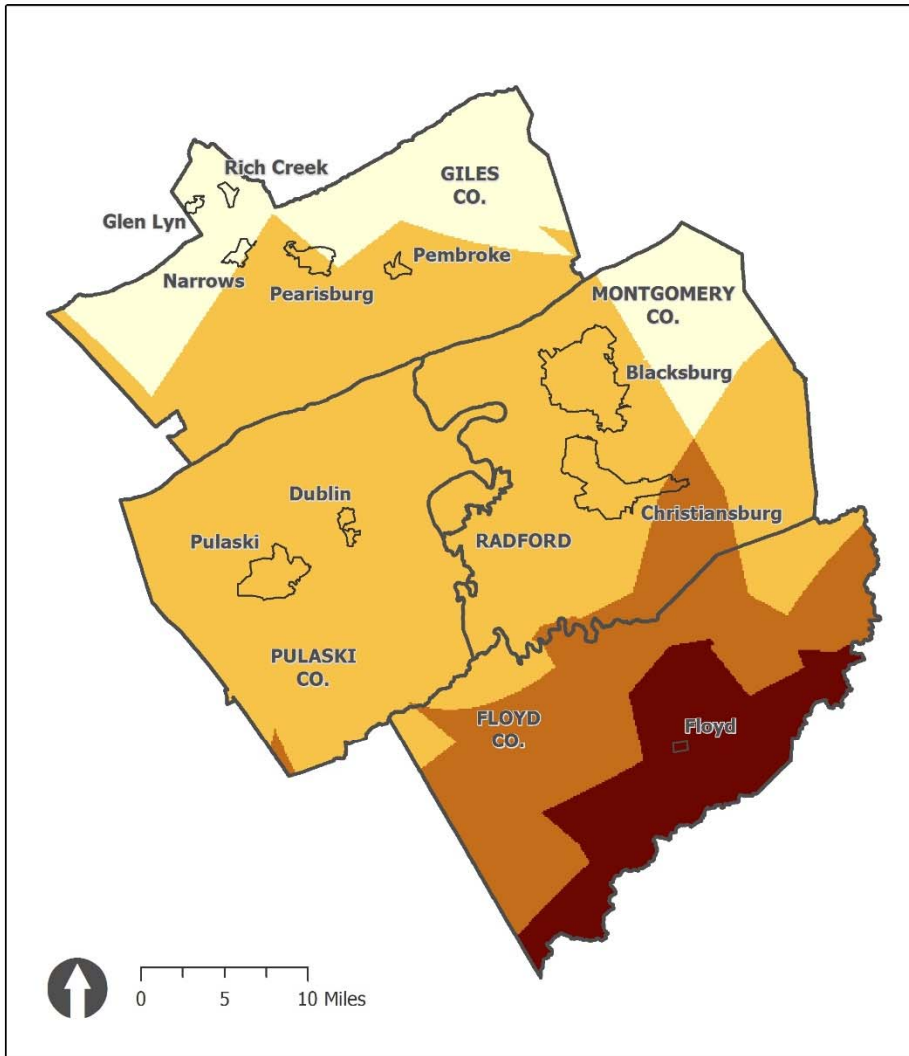 Rich Creek
GILES
CO.
Glen Lyn
Narrows
Pearisburg
Pembroke
MONTGOMERY
CO.
Blacksburg
Dublin
Pulaski
RADFORD
Christiansburg
PULASKI
CO.
FLOYD
CO.
Floyd
0 5 10 Miles